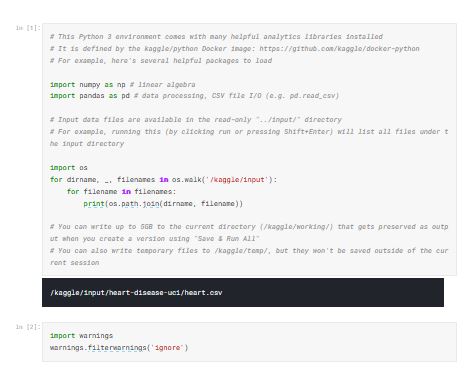 In [1]:
# This Python 3 environment comes with many helpful analytics libraries installed
# It is defined by the kaggle/python Docker image: https://github.com/kaggle/docker-python
# For example, here's several helpful packages to load
import numpy as np # linear algebra
import pandas as pd # data processing, CSV file I/O (e.g. pd.read_csv)
# Input data files are available in the read-only "../input/" directory
# For example, running this (by clicking run or pressing Shift+Enter) will list all files under t
he input directory
import os
for dirname, _, filenames in os.walk('/kaggle/input'):
    for filename in filenames:
        print(os.path.join(dirname, filename))
# You can write up to 5GB to the current directory (/kaggle/working/) that gets preserved as outp
ut when you create a version using "Save & Run All"
# You can also write temporary files to /kaggle/temp/, but they won't be saved outside of the cur
rent session
/kaggle/input/heart-disease-uci/heart.csv
In [2]:
import warnings
warnings.filterwarnings('ignore')